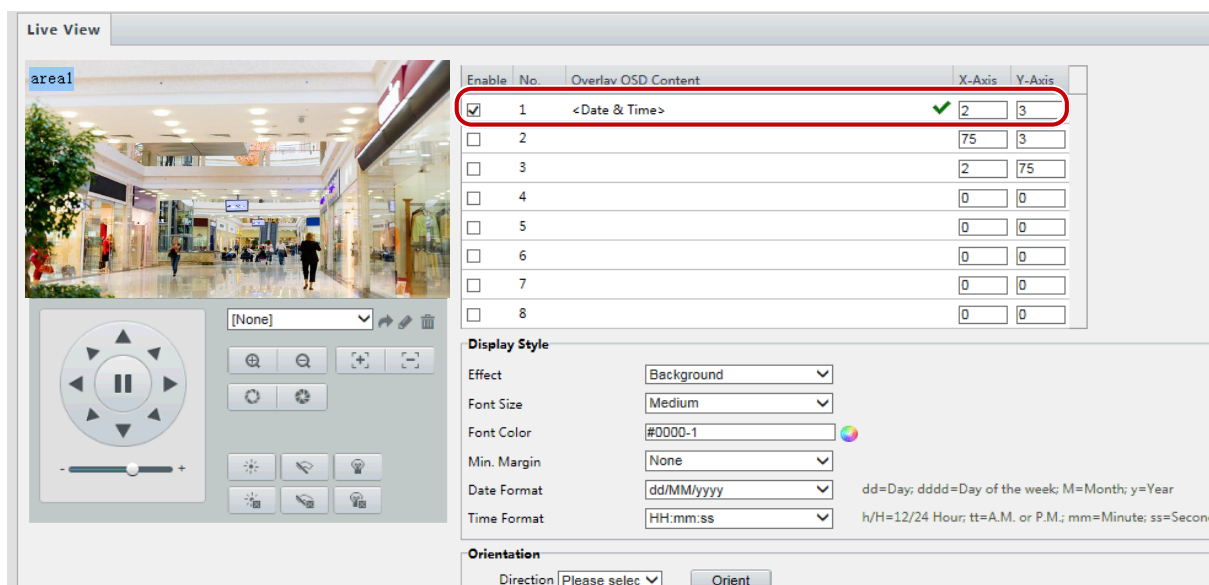 Live View
area1
Enable No. Overlay OSD Content X-Axis Y-Axis
1 <Date & Time> 2 3
2 75 3
3 2 75
4 0 0
5 0 0
6 0 0
7 0 0
8 0 0
[None]
- +
Display Style
Effect Background
Font Size Medium
Font Color #0000-1
Min. Margin None
Date Format dd/MM/yyyy dd=Day; dddd=Day of the week; M=Month; y=Year
Time Format HH:mm:ss h/H=12/24 Hour; tt=A.M. or P.M.; mm=Minute; ss=Secon
Orientation
Direction Please selec Orient